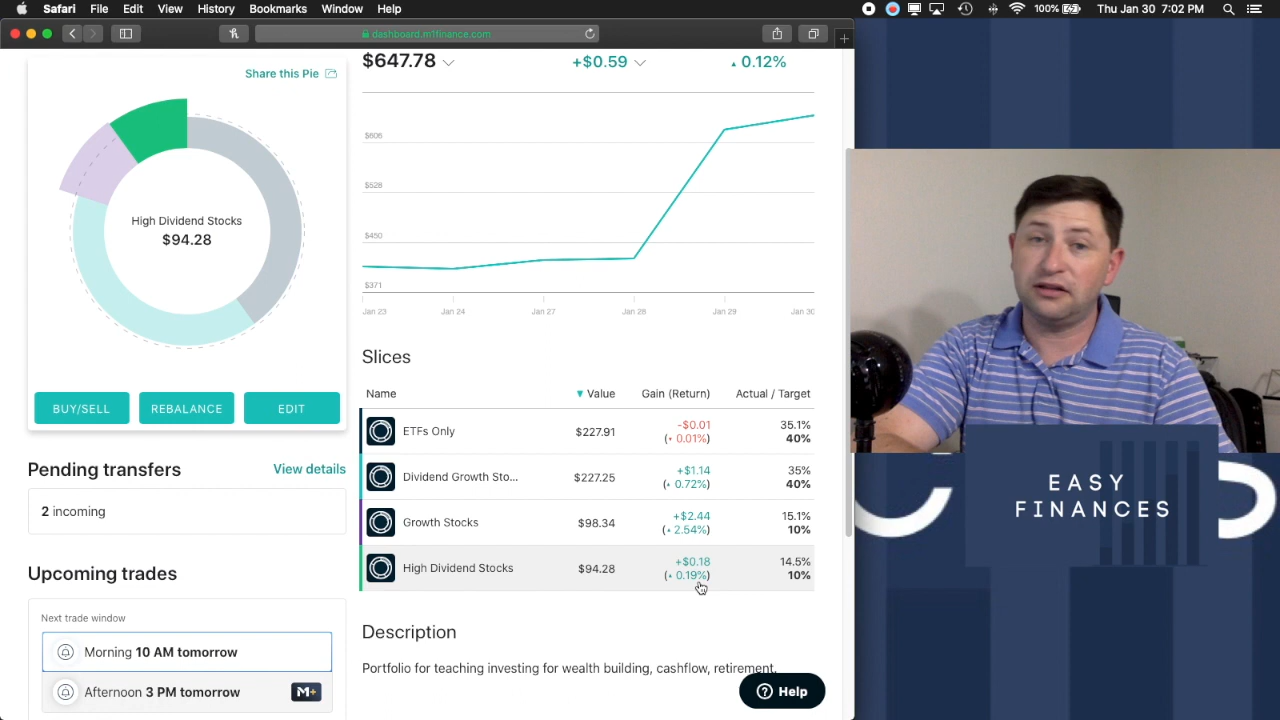 Safari File Edit View History Bookmarks Window Help 100% Thu Jan 30 7:02 PM
dashboard.m1finance.com
Share this Pie
$647.78 +$0.59 0.12%
High Dividend Stocks
$94.28
$606
$528
$450
$371
Jan 23 Jan 24 Jan 27 Jan 28 Jan 29 Jan 30
BUY/SELL REBALANCE EDIT
Slices
Name Value Gain (Return) Actual / Target
ETFs Only $227.91 -$0.01 35.1%
(▾ 0.01%) 40%
Dividend Growth Sto... $227.25 +$1.14 35%
(▴ 0.72%) 40%
Growth Stocks $98.34 +$2.44 15.1%
(▴ 2.54%) 10%
High Dividend Stocks $94.28 +$0.18 14.5%
(▴ 0.19%) 10%
Pending transfers View details
2 incoming
Upcoming trades
Next trade window
Morning 10 AM tomorrow
Afternoon 3 PM tomorrow M+
Description
Portfolio for teaching investing for wealth building, cashflow, retirement.
? Help
EASY
FINANCES